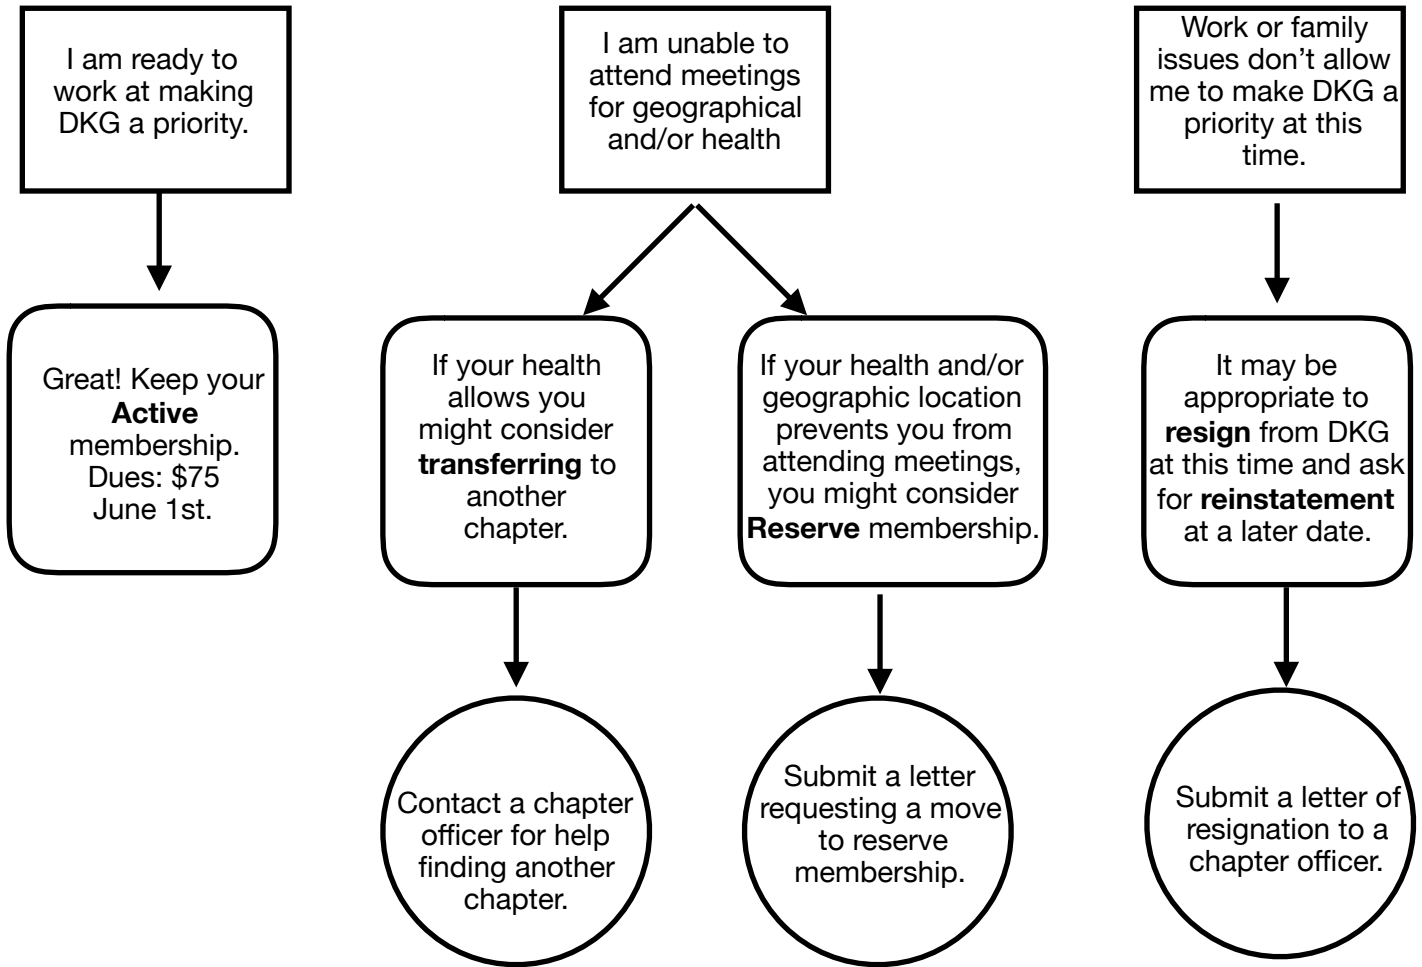 I am ready to
work at making
DKG a priority.
I am unable to
attend meetings
for geographical
and/or health
Work or family
issues don’t allow
me to make DKG a
priority at this
time.
Great! Keep your
Active
membership.
Dues: $75
June 1st.
If your health
allows you
might consider
transferring to
another
chapter.
If your health and/or
geographic location
prevents you from
attending meetings,
you might consider
Reserve membership.
It may be
appropriate to
resign from DKG
at this time and ask
for reinstatement
at a later date.
Contact a chapter
officer for help
finding another
chapter.
Submit a letter
requesting a move
to reserve
membership.
Submit a letter of
resignation to a
chapter officer.